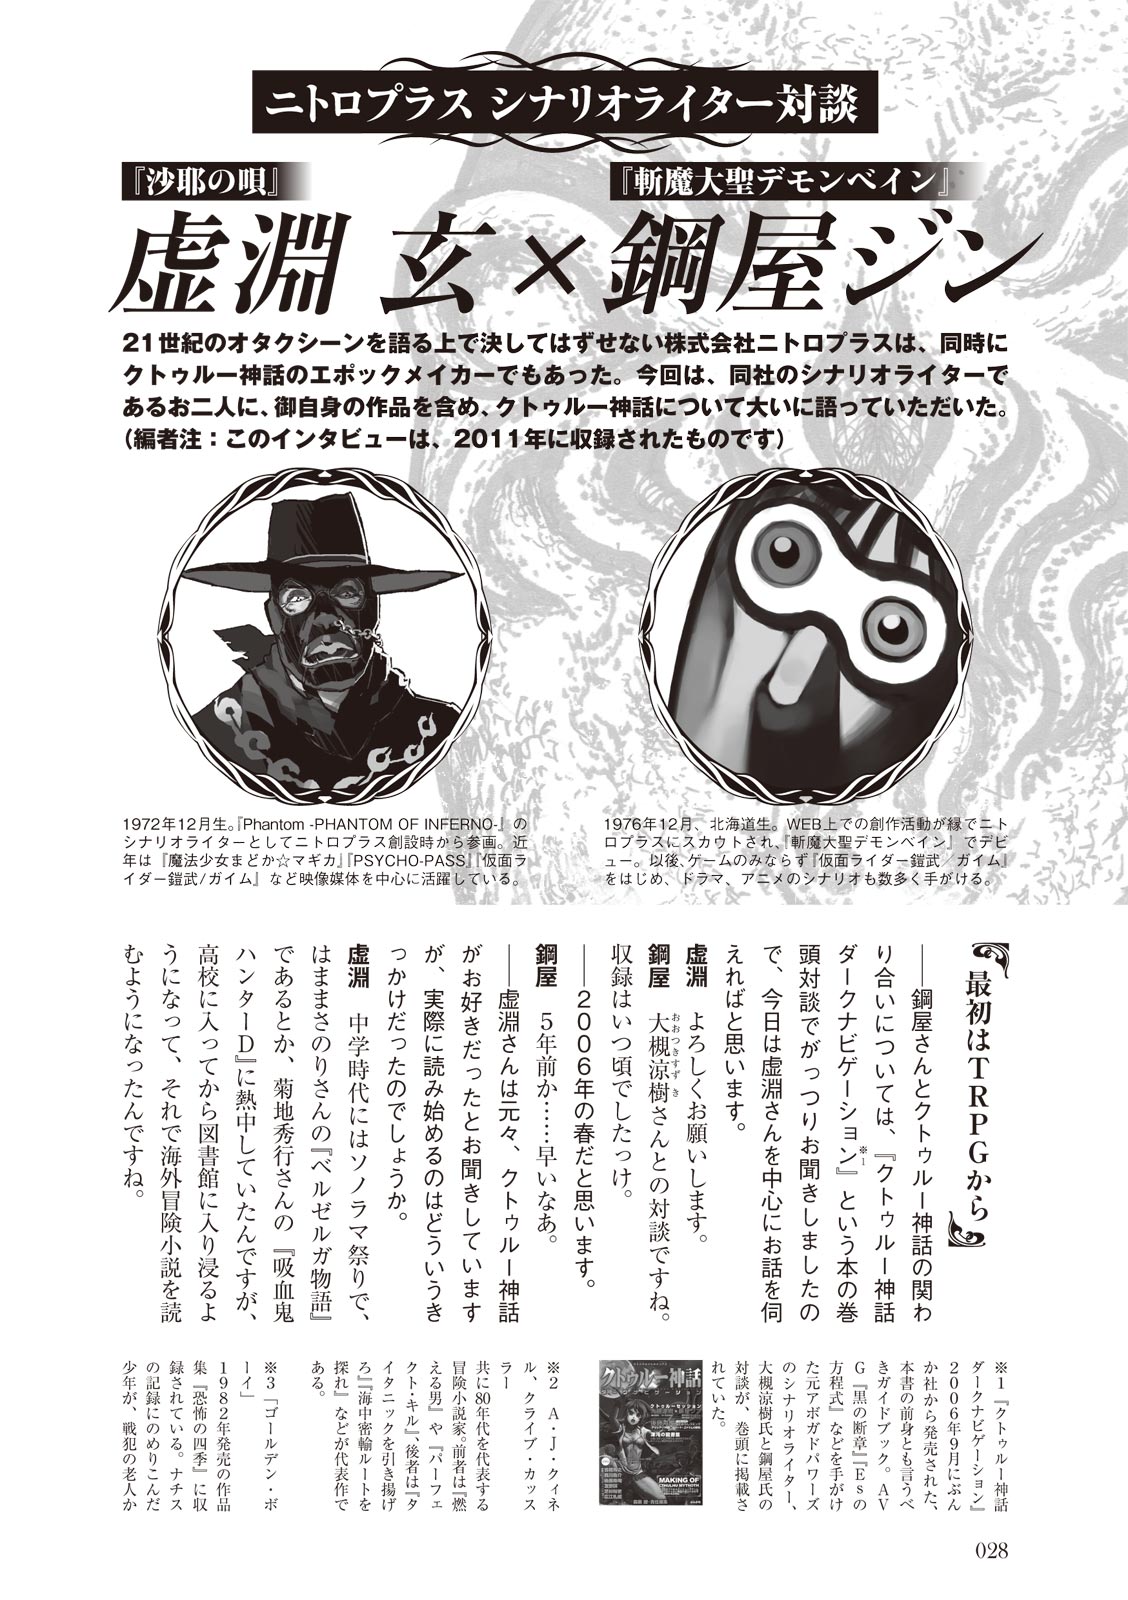 ニトロプラス シナリオライター対談
『沙耶の唄』
『斬魔大聖デモンベイン』
虚淵 玄×鋼屋ジン
21世紀のオタクシーンを語る上で決してはずせない株式会社ニトロプラスは、同時に
クトゥルー神話のエポックメイカーでもあった。今回は、同社のシナリオライターで
あるお二人に、御自身の作品を含め、クトゥルー神話について大いに語っていただいた。
（編者注：このインタビューは、2011年に収録されたものです）
1972年12月生。『Phantom -PHANTOM OF INFERNO-』の
シナリオライターとしてニトロプラス創設時から参画。近
年は『魔法少女まどか☆マギカ』『PSYCHO-PASS』『仮面ラ
イダー鎧武/ガイム』など映像媒体を中心に活躍している。
1976年12月、北海道生。WEB上での創作活動が縁でニト
ロプラスにスカウトされ、『斬魔大聖デモンベイン』でデビ
ュー。以後、ゲームのみならず『仮面ライダー鎧武／ガイム』
をはじめ、ドラマ、アニメのシナリオも数多く手がける。
最初はTRPGから
――鋼屋さんとクトゥルー神話の関わ
り合いについては、『クトゥルー神話
ダークナビゲーション※1』という本の巻
頭対談でがっつりお聞きしましたの
で、今日は虚淵さんを中心にお話を伺
えればと思います。
虚淵　よろしくお願いします。
鋼屋　大槻涼樹（おおつきすずき）さんとの対談ですね。
収録はいつ頃でしたっけ。
――2006年の春だと思います。
鋼屋　5年前か……早いなあ。
――虚淵さんは元々、クトゥルー神話
がお好きだったとお聞きしています
が、実際に読み始めるのはどういうき
っかけだったのでしょうか。
虚淵　中学時代にはソノラマ祭りで、
はままさのりさんの『ベルゼルガ物語』
であるとか、菊地秀行さんの『吸血鬼
ハンターD』に熱中していたんですが、
高校に入ってから図書館に入り浸るよ
うになって、それで海外冒険小説を読
むようになったんですね。
※1『クトゥルー神話
ダークナビゲーション』
2006年9月にぶん
か社から発売された、
本書の前身とも言うべ
きガイドブック。AV
G『黒の断章』『Esの
方程式』などを手がけ
た元アボガドパワーズ
のシナリオライター、
大槻涼樹氏と鋼屋氏の
対談が、巻頭に掲載さ
れていた。
クトゥルー神話
MAKING OF
CTHULHU MYTHOTH
※2　A・J・クィネ
ル、クライブ・カッス
ラー
共に80年代を代表する
冒険小説家。前者は『燃
える男』や『パーフェ
クト・キル』、後者は『タ
イタニックを引き揚げ
ろ』『海中密輸ルートを
探れ』などが代表作で
ある。
※3「ゴールデン・ボ
ーイ」
1982年発売の作品
集『恐怖の四季』に収
録されている。ナチス
の記録にのめりこんだ
少年が、戦犯の老人か
028